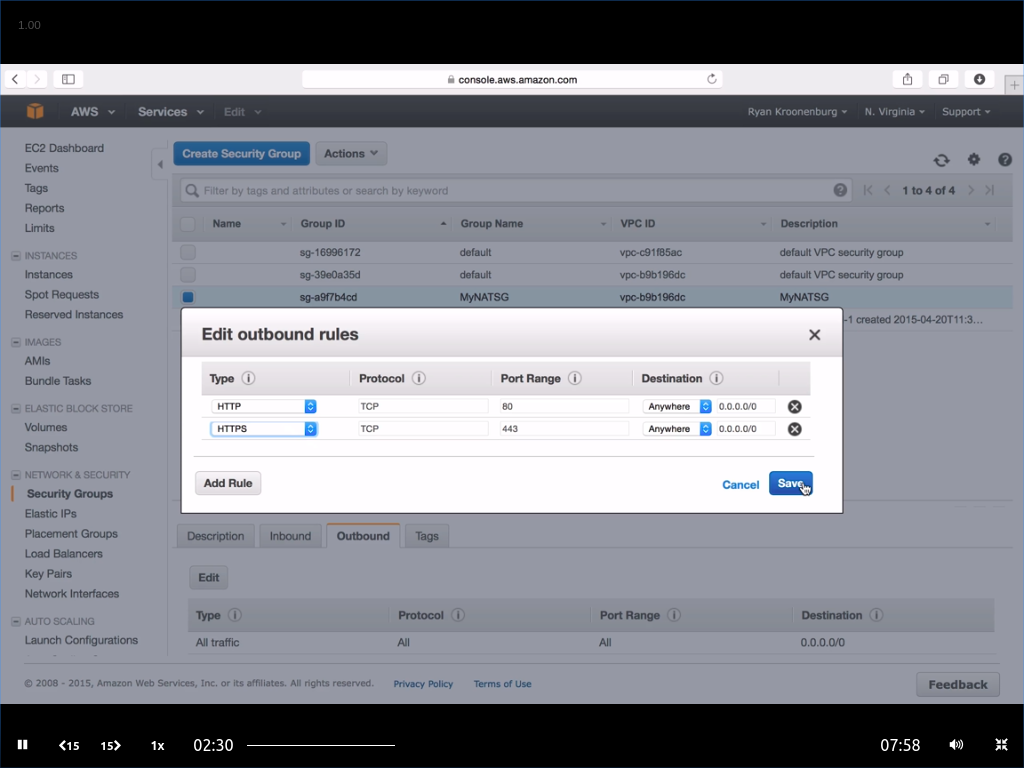 1.00
console.aws.amazon.com
AWS Services Edit Ryan Kroonenburg N. Virginia Support
EC2 Dashboard
Events
Tags
Reports
Limits
INSTANCES
Instances
Spot Requests
Reserved Instances
IMAGES
AMIs
Bundle Tasks
ELASTIC BLOCK STORE
Volumes
Snapshots
NETWORK & SECURITY
Security Groups
Elastic IPs
Placement Groups
Load Balancers
Key Pairs
Network Interfaces
AUTO SCALING
Launch Configurations
Create Security Group Actions
Filter by tags and attributes or search by keyword 1 to 4 of 4
Name Group ID Group Name VPC ID Description
sg-16996172 default vpc-c91f85ac default VPC security group
sg-39e0a35d default vpc-b9b196dc default VPC security group
sg-a9f7b4cd MyNATSG vpc-b9b196dc MyNATSG
-1 created 2015-04-20T11:3...
Edit outbound rules
Type Protocol Port Range Destination
HTTP TCP 80 Anywhere 0.0.0.0/0
HTTPS TCP 443 Anywhere 0.0.0.0/0
Add Rule Cancel Save
Description Inbound Outbound Tags
Edit
Type Protocol Port Range Destination
All traffic All All 0.0.0.0/0
© 2008 - 2015, Amazon Web Services, Inc. or its affiliates. All rights reserved. Privacy Policy Terms of Use Feedback
15 15 1x 02:30 07:58